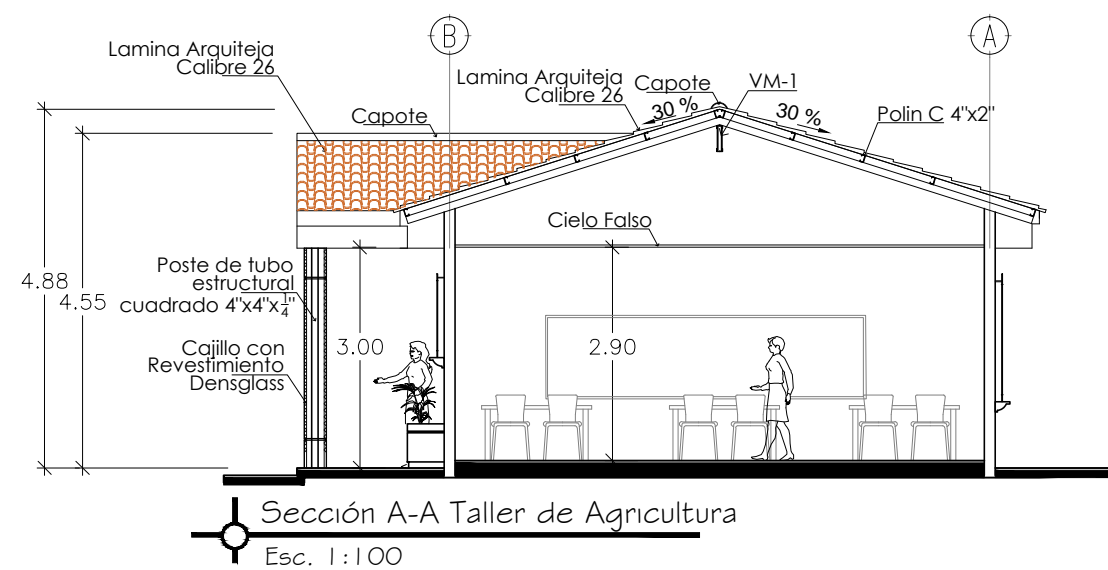 B
A
Lamina Arquiteja
Calibre 26
Lamina Arquiteja
Calibre 26
Capote
VM-1
Capote
30 %
30 %
Polin C 4"x2"
Cielo Falso
Poste de tubo
estructural
cuadrado 4"x4"x1/4"
4.88
4.55
3.00
2.90
Cajillo con
Revestimiento
Densglass
Sección A-A Taller de Agricultura
Esc. 1:100